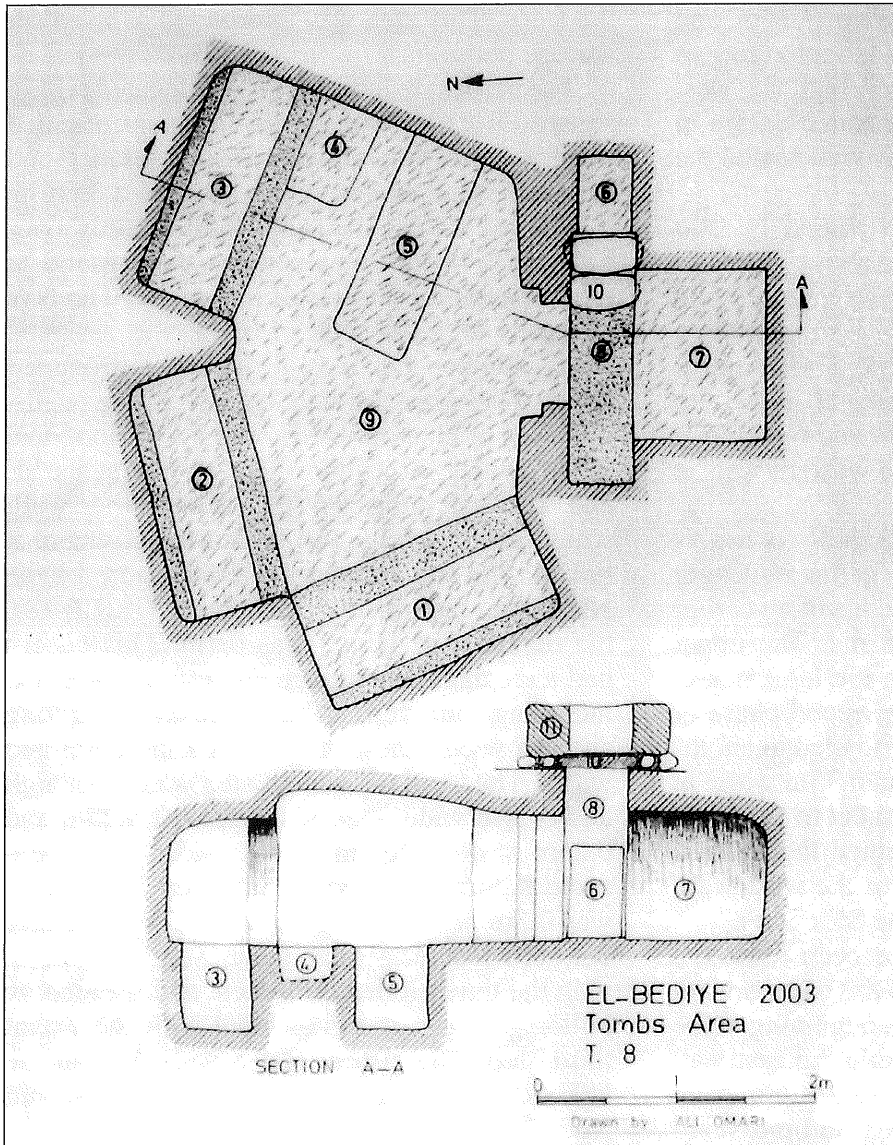 N
A
④
③
⑥
⑤
A
10
⑧
⑦
⑨
②
①
⑪
10
⑧
⑥
⑦
③
④
⑤
EL-BEDIYE 2003
Tombs Area
T. 8
SECTION A-A
0 1 2m
Drawn by ALI OMARI